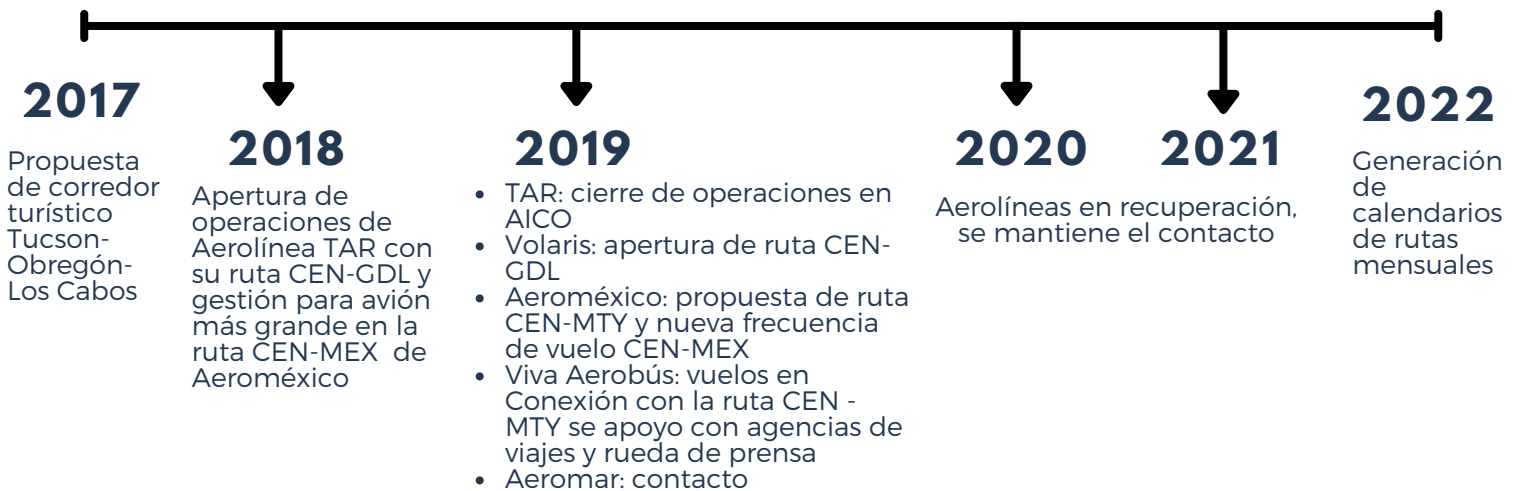 2017
Propuesta
de corredor
turístico
Tucson-
Obregón-
Los Cabos
2018
Apertura de
operaciones de
Aerolínea TAR con
su ruta CEN-GDL y
gestión para avión
más grande en la
ruta CEN-MEX de
Aeroméxico
2019
• TAR: cierre de operaciones en
AICO
• Volaris: apertura de ruta CEN-
GDL
• Aeroméxico: propuesta de ruta
CEN-MTY y nueva frecuencia
de vuelo CEN-MEX
• Viva Aerobús: vuelos en
Conexión con la ruta CEN -
MTY se apoyo con agencias de
viajes y rueda de prensa
• Aeromar: contacto
2020 2021
Aerolíneas en recuperación,
se mantiene el contacto
2022
Generación
de
calendarios
de rutas
mensuales